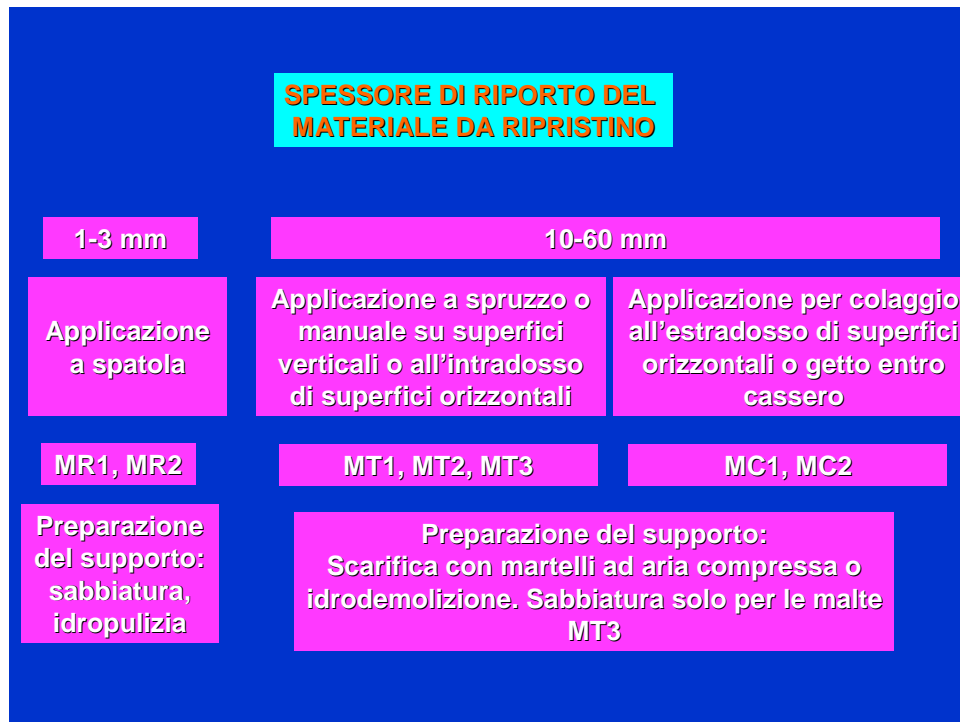 SPESSORE DI RIPORTO DEL
MATERIALE DA RIPRISTINO
1-3 mm
10-60 mm
Applicazione
a spatola
Applicazione a spruzzo o
manuale su superfici
verticali o all’intradosso
di superfici orizzontali
Applicazione per colaggio
all’estradosso di superfici
orizzontali o getto entro
cassero
MR1, MR2
MT1, MT2, MT3
MC1, MC2
Preparazione
del supporto:
sabbiatura,
idropulizia
Preparazione del supporto:
Scarifica con martelli ad aria compressa o
idrodemolizione. Sabbiatura solo per le malte
MT3